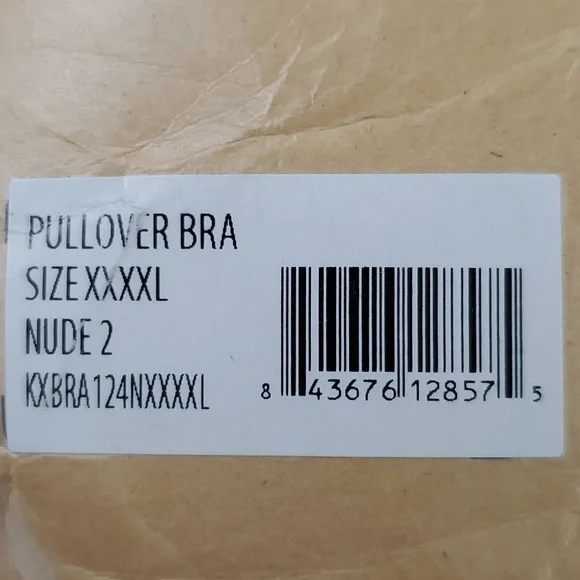 PULLOVER BRA
SIZE XXXXL
NUDE 2
KXBRA124NXXXXL
8 43676 12857 5